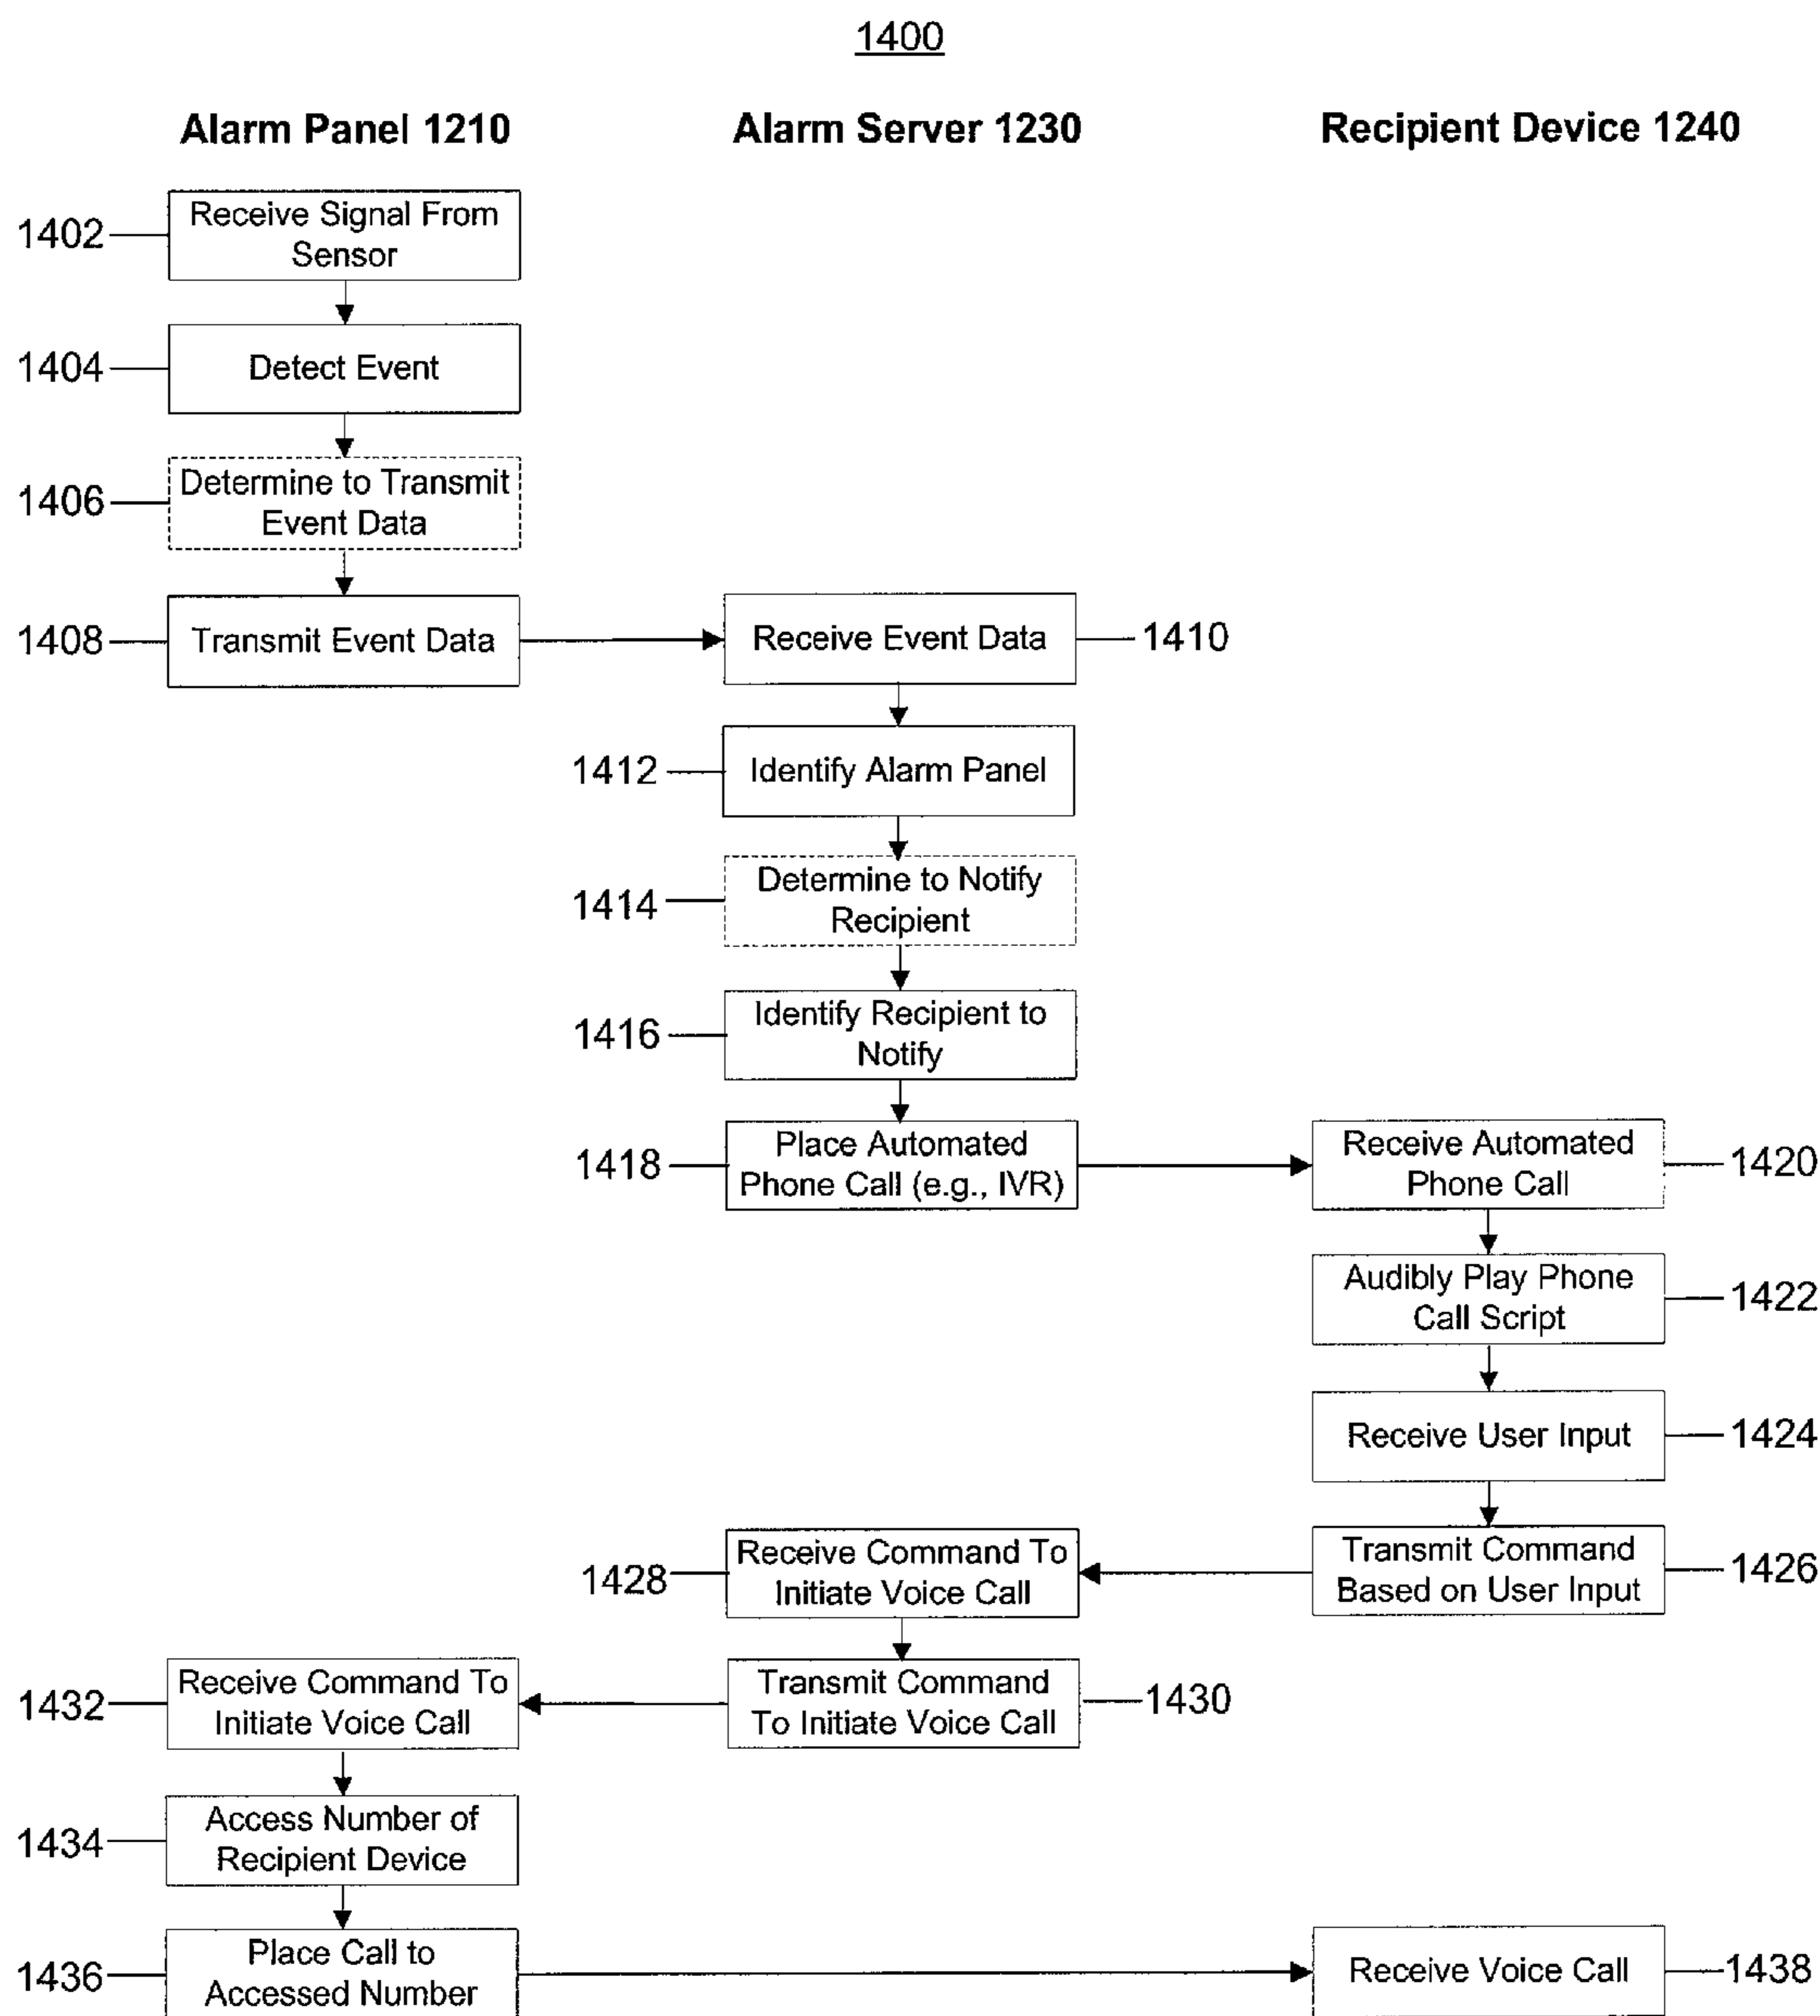 1400
Alarm Panel 1210
Alarm Server 1230
Recipient Device 1240
1402
Receive Signal From
Sensor
1404
Detect Event
1406
Determine to Transmit
Event Data
1408
Transmit Event Data
Receive Event Data
1410
1412
Identify Alarm Panel
1414
Determine to Notify
Recipient
1416
Identify Recipient to
Notify
1418
Place Automated
Phone Call (e.g., IVR)
Receive Automated
Phone Call
1420
Audibly Play Phone
Call Script
1422
Receive User Input
1424
Transmit Command
Based on User Input
1426
1428
Receive Command To
Initiate Voice Call
Transmit Command
To Initiate Voice Call
1430
1432
Receive Command To
Initiate Voice Call
1434
Access Number of
Recipient Device
1436
Place Call to
Accessed Number
Receive Voice Call
1438